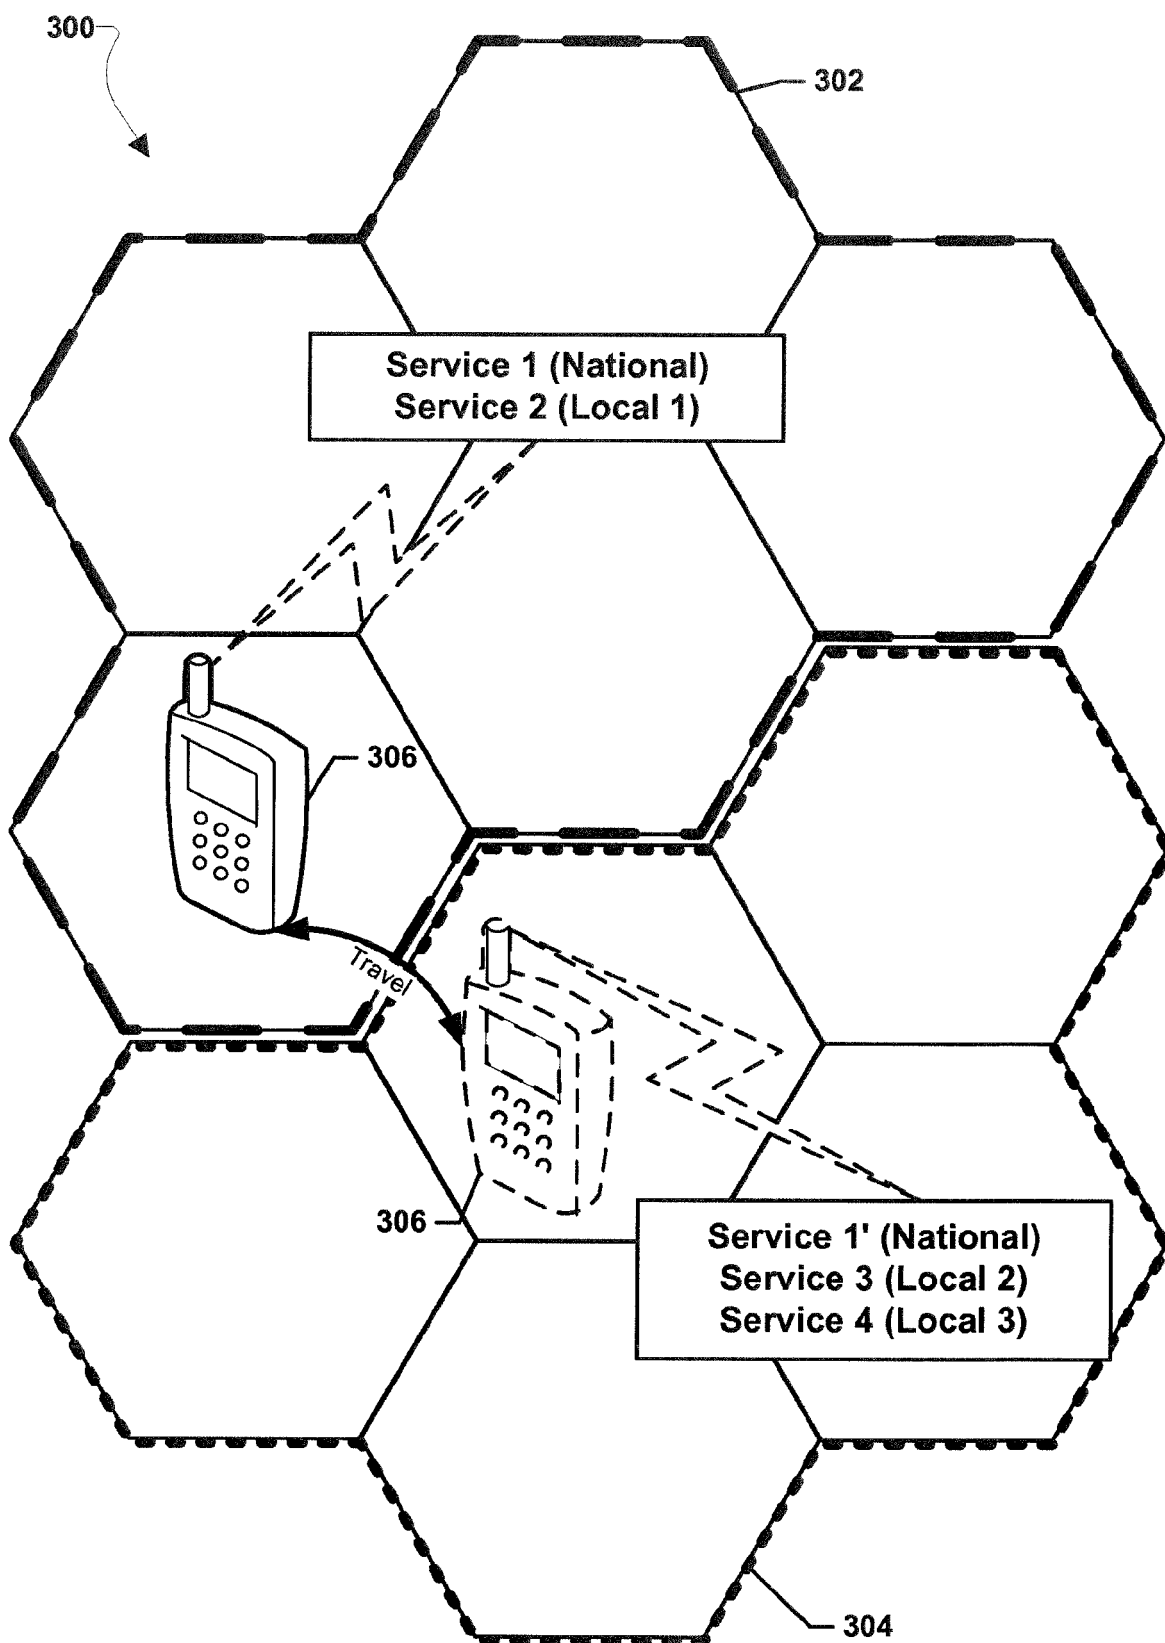 300
302
Service 1 (National)
Service 2 (Local 1)
306
Travel
306
Service 1' (National)
Service 3 (Local 2)
Service 4 (Local 3)
304